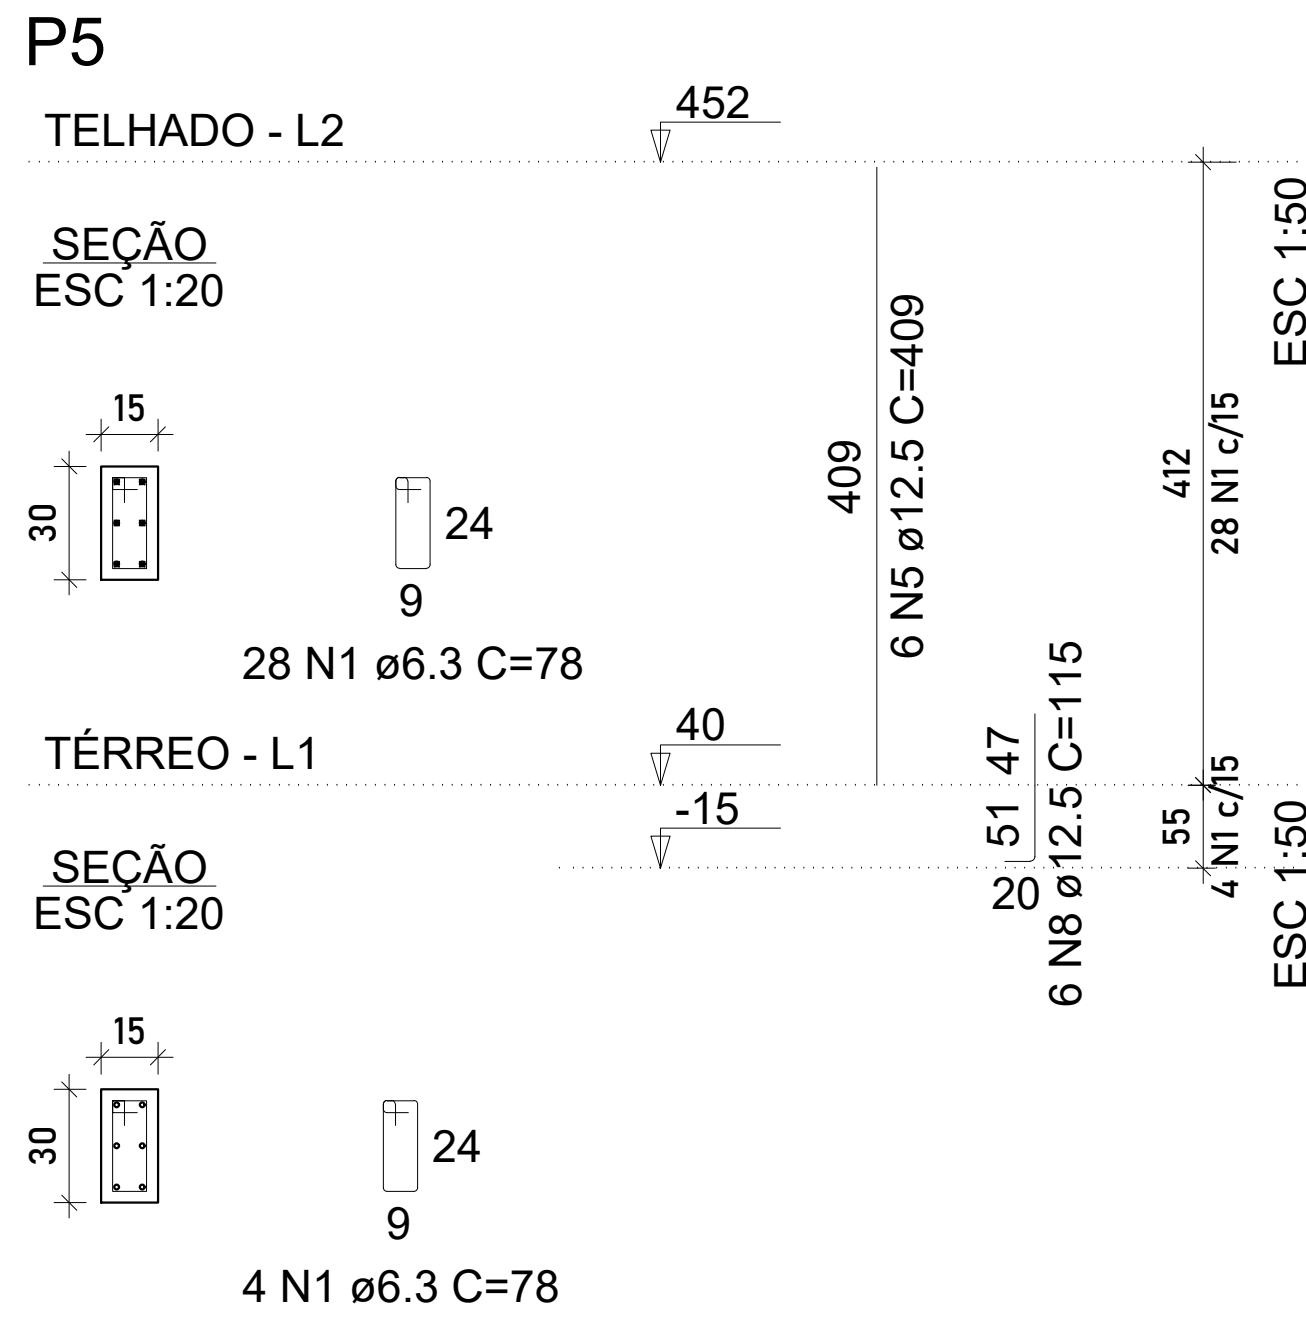 P5
TELHADO - L2
452
SEÇÃO
ESC 1:20
ESC 1:50
15
30
24
9
28 N1 ø6.3 C=78
409
6 N5 ø12.5 C=409
412
28 N1 c/15
TÉRREO - L1
40
-15
SEÇÃO
ESC 1:20
51 47
20
6 N8 ø12.5 C=115
55
4 N1 c/15
ESC 1:50
15
30
24
9
4 N1 ø6.3 C=78